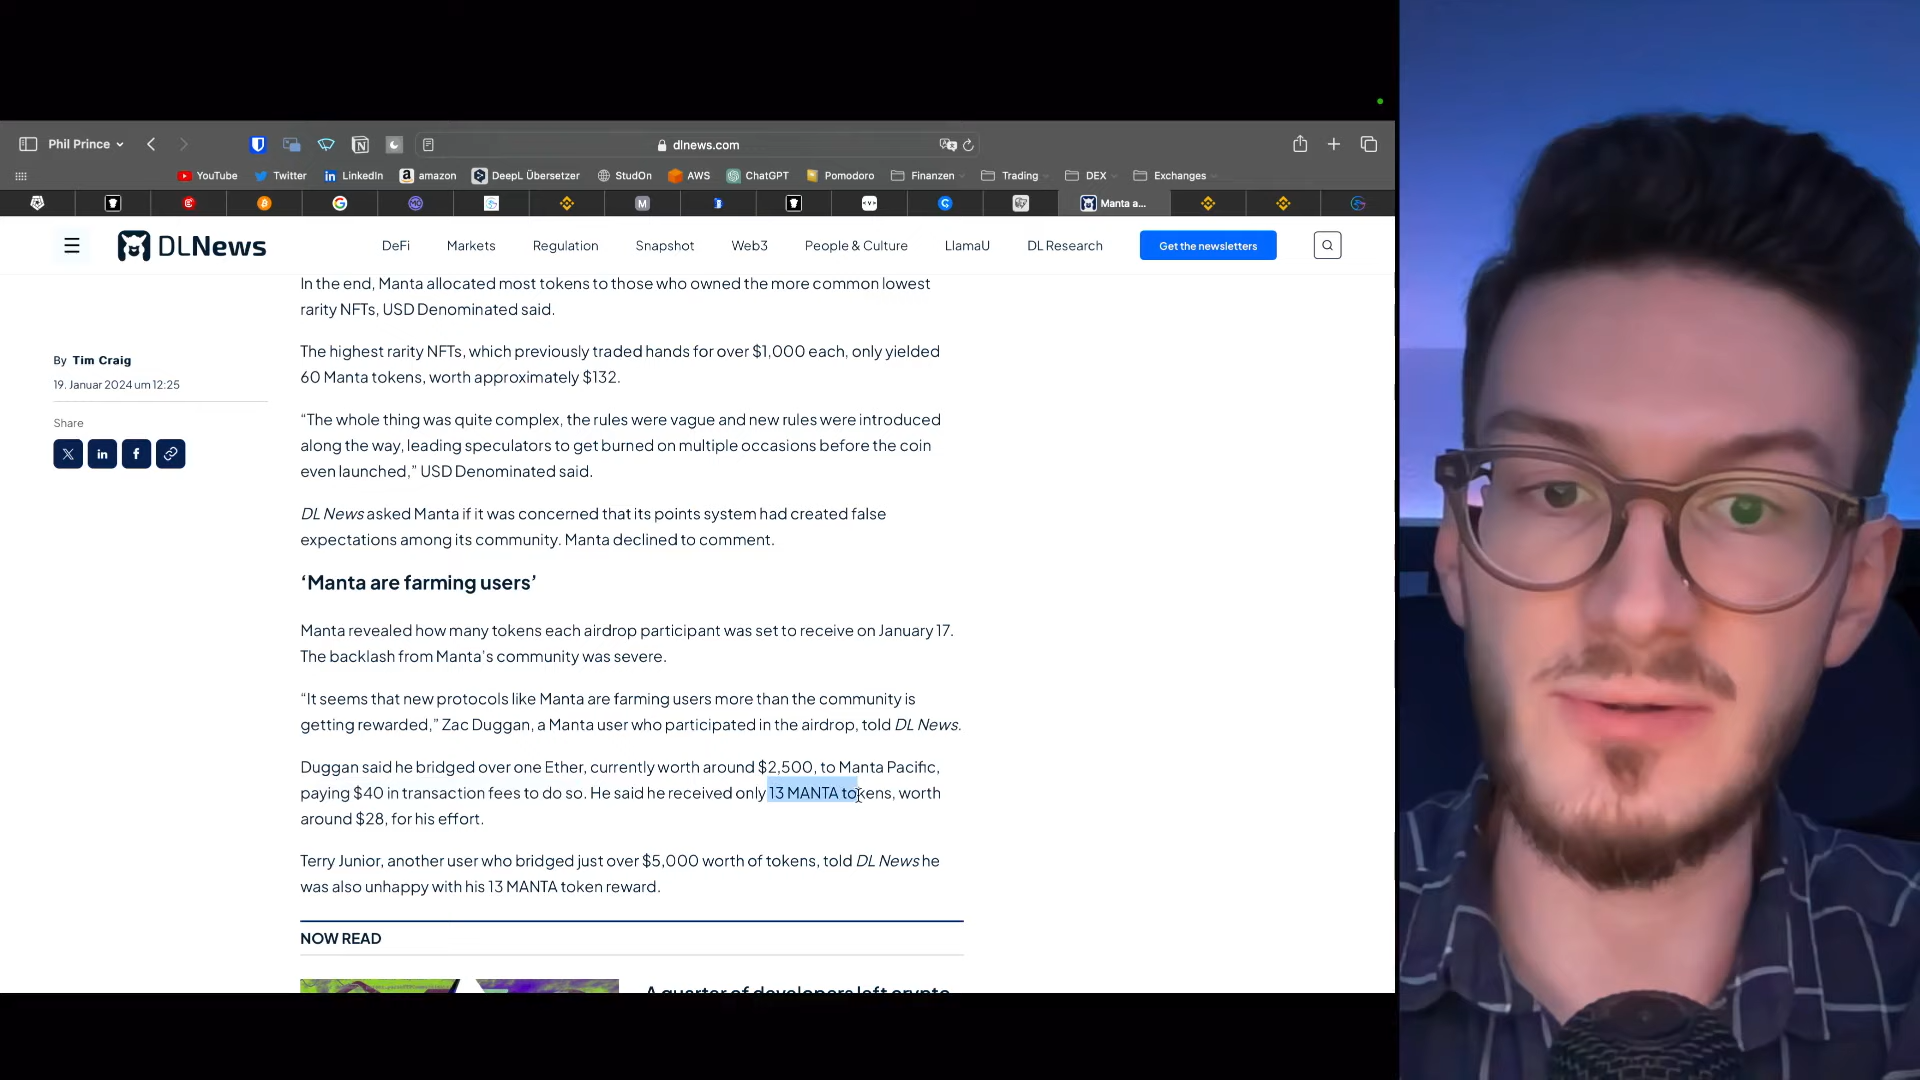 Phil Prince
dlnews.com
YouTube
Twitter
LinkedIn
amazon
DeepL Übersetzer
StudOn
AWS
ChatGPT
Pomodoro
Finanzen
Trading
DEX
Exchanges
Manta a...
DLNews
DeFi
Markets
Regulation
Snapshot
Web3
People & Culture
LlamaU
DL Research
Get the newsletters
By Tim Craig
19. Januar 2024 um 12:25
Share
In the end, Manta allocated most tokens to those who owned the more common lowest
rarity NFTs, USD Denominated said.
The highest rarity NFTs, which previously traded hands for over $1,000 each, only yielded
60 Manta tokens, worth approximately $132.
“The whole thing was quite complex, the rules were vague and new rules were introduced
along the way, leading speculators to get burned on multiple occasions before the coin
even launched,” USD Denominated said.
DL News asked Manta if it was concerned that its points system had created false
expectations among its community. Manta declined to comment.
‘Manta are farming users’
Manta revealed how many tokens each airdrop participant was set to receive on January 17.
The backlash from Manta’s community was severe.
“It seems that new protocols like Manta are farming users more than the community is
getting rewarded,” Zac Duggan, a Manta user who participated in the airdrop, told DL News.
Duggan said he bridged over one Ether, currently worth around $2,500, to Manta Pacific,
paying $40 in transaction fees to do so. He said he received only 13 MANTA tokens, worth
around $28, for his effort.
Terry Junior, another user who bridged just over $5,000 worth of tokens, told DL News he
was also unhappy with his 13 MANTA token reward.
NOW READ
A quarter of developers left crypto